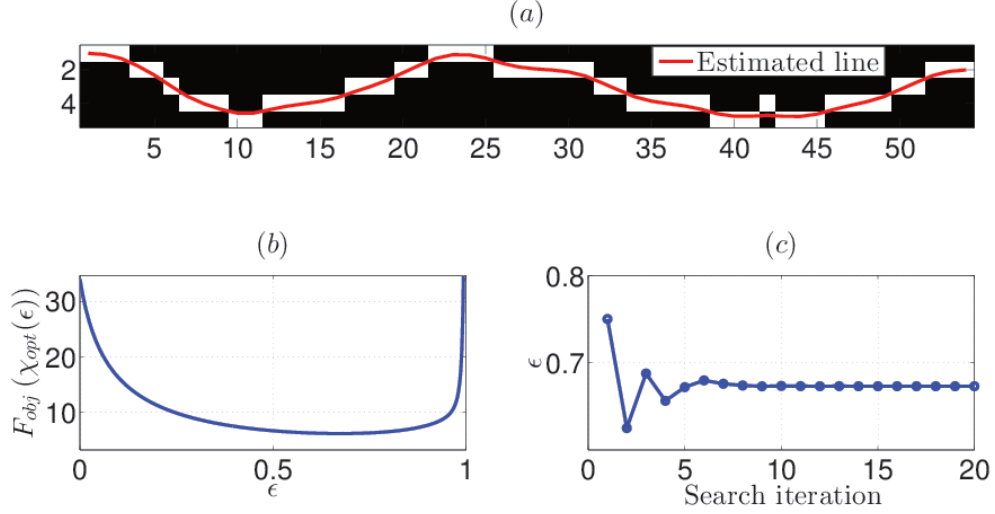 (a)
2
4
Estimated line
5 10 15 20 25 30 35 40 45 50
(b)
F_obj (χ_opt(ϵ))
30
20
10
0 0.5 1
ϵ
(c)
ϵ
0.8
0.7
0 5 10 15 20
Search iteration